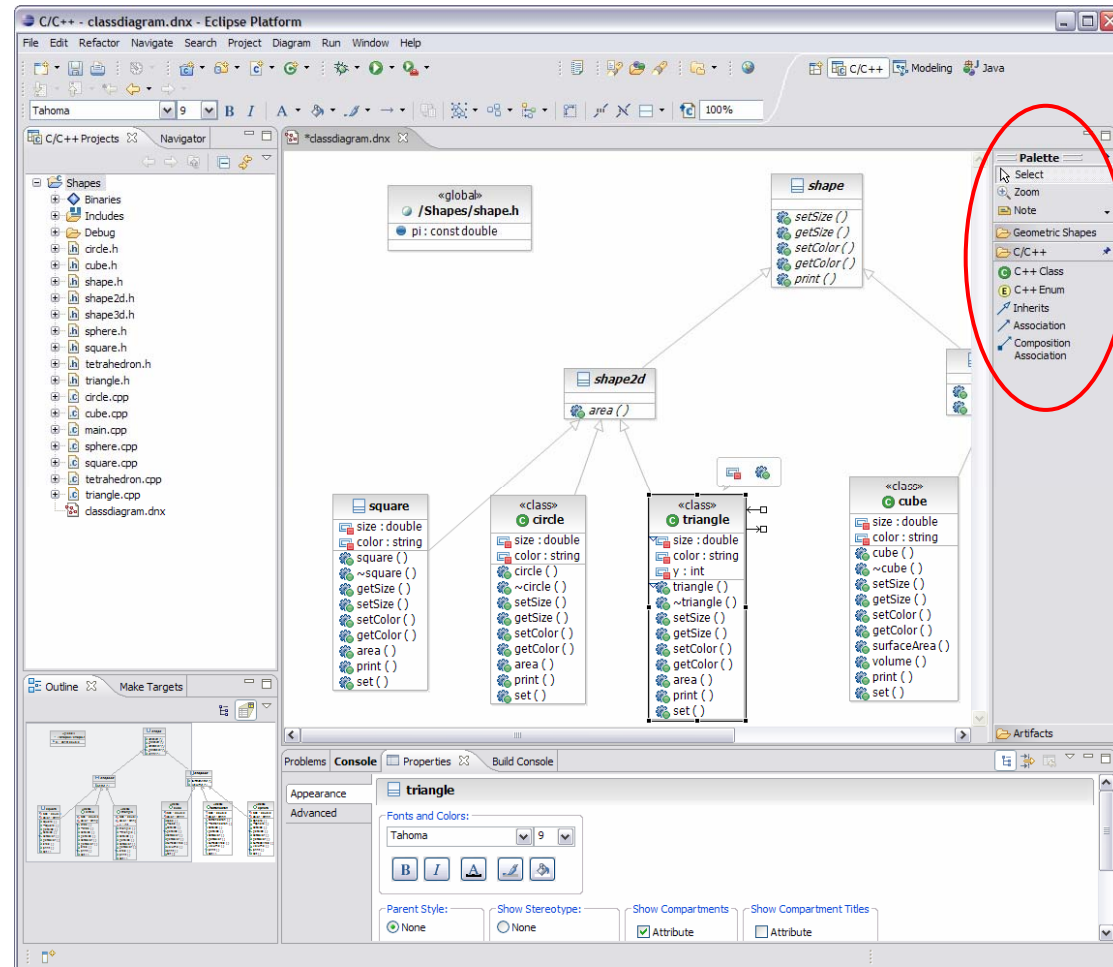 C/C++ - classdiagram.dnx - Eclipse Platform
File Edit Refactor Navigate Search Project Diagram Run Window Help
C/C++ Modeling Java
Tahoma 9 B I A 100%
C/C++ Projects Navigator
Shapes
Binaries
Includes
Debug
circle.h
cube.h
shape.h
shape2d.h
shape3d.h
sphere.h
square.h
tetrahedron.h
triangle.h
circle.cpp
cube.cpp
main.cpp
sphere.cpp
square.cpp
tetrahedron.cpp
triangle.cpp
classdiagram.dnx
*classdiagram.dnx
«global»
/Shapes/shape.h
pi : const double
shape
setSize ( )
getSize ( )
setColor ( )
getColor ( )
print ( )
shape2d
area ( )
square
size : double
color : string
square ( )
~square ( )
getSize ( )
setSize ( )
setColor ( )
getColor ( )
area ( )
print ( )
set ( )
«class»
circle
size : double
color : string
circle ( )
~circle ( )
setSize ( )
getSize ( )
setColor ( )
getColor ( )
area ( )
print ( )
set ( )
«class»
triangle
size : double
color : string
y : int
triangle ( )
~triangle ( )
setSize ( )
getSize ( )
setColor ( )
getColor ( )
area ( )
print ( )
set ( )
«class»
cube
size : double
color : string
cube ( )
~cube ( )
setSize ( )
getSize ( )
setColor ( )
getColor ( )
surfaceArea ( )
volume ( )
print ( )
set ( )
Palette
Select
Zoom
Note
Geometric Shapes
C/C++
C++ Class
C++ Enum
Inherits
Association
Composition
Association
Artifacts
Outline Make Targets
Problems Console Properties Build Console
Appearance
Advanced
triangle
Fonts and Colors:
Tahoma 9
B I A
Parent Style: Show Stereotype: Show Compartments Show Compartment Titles
None None Attribute Attribute